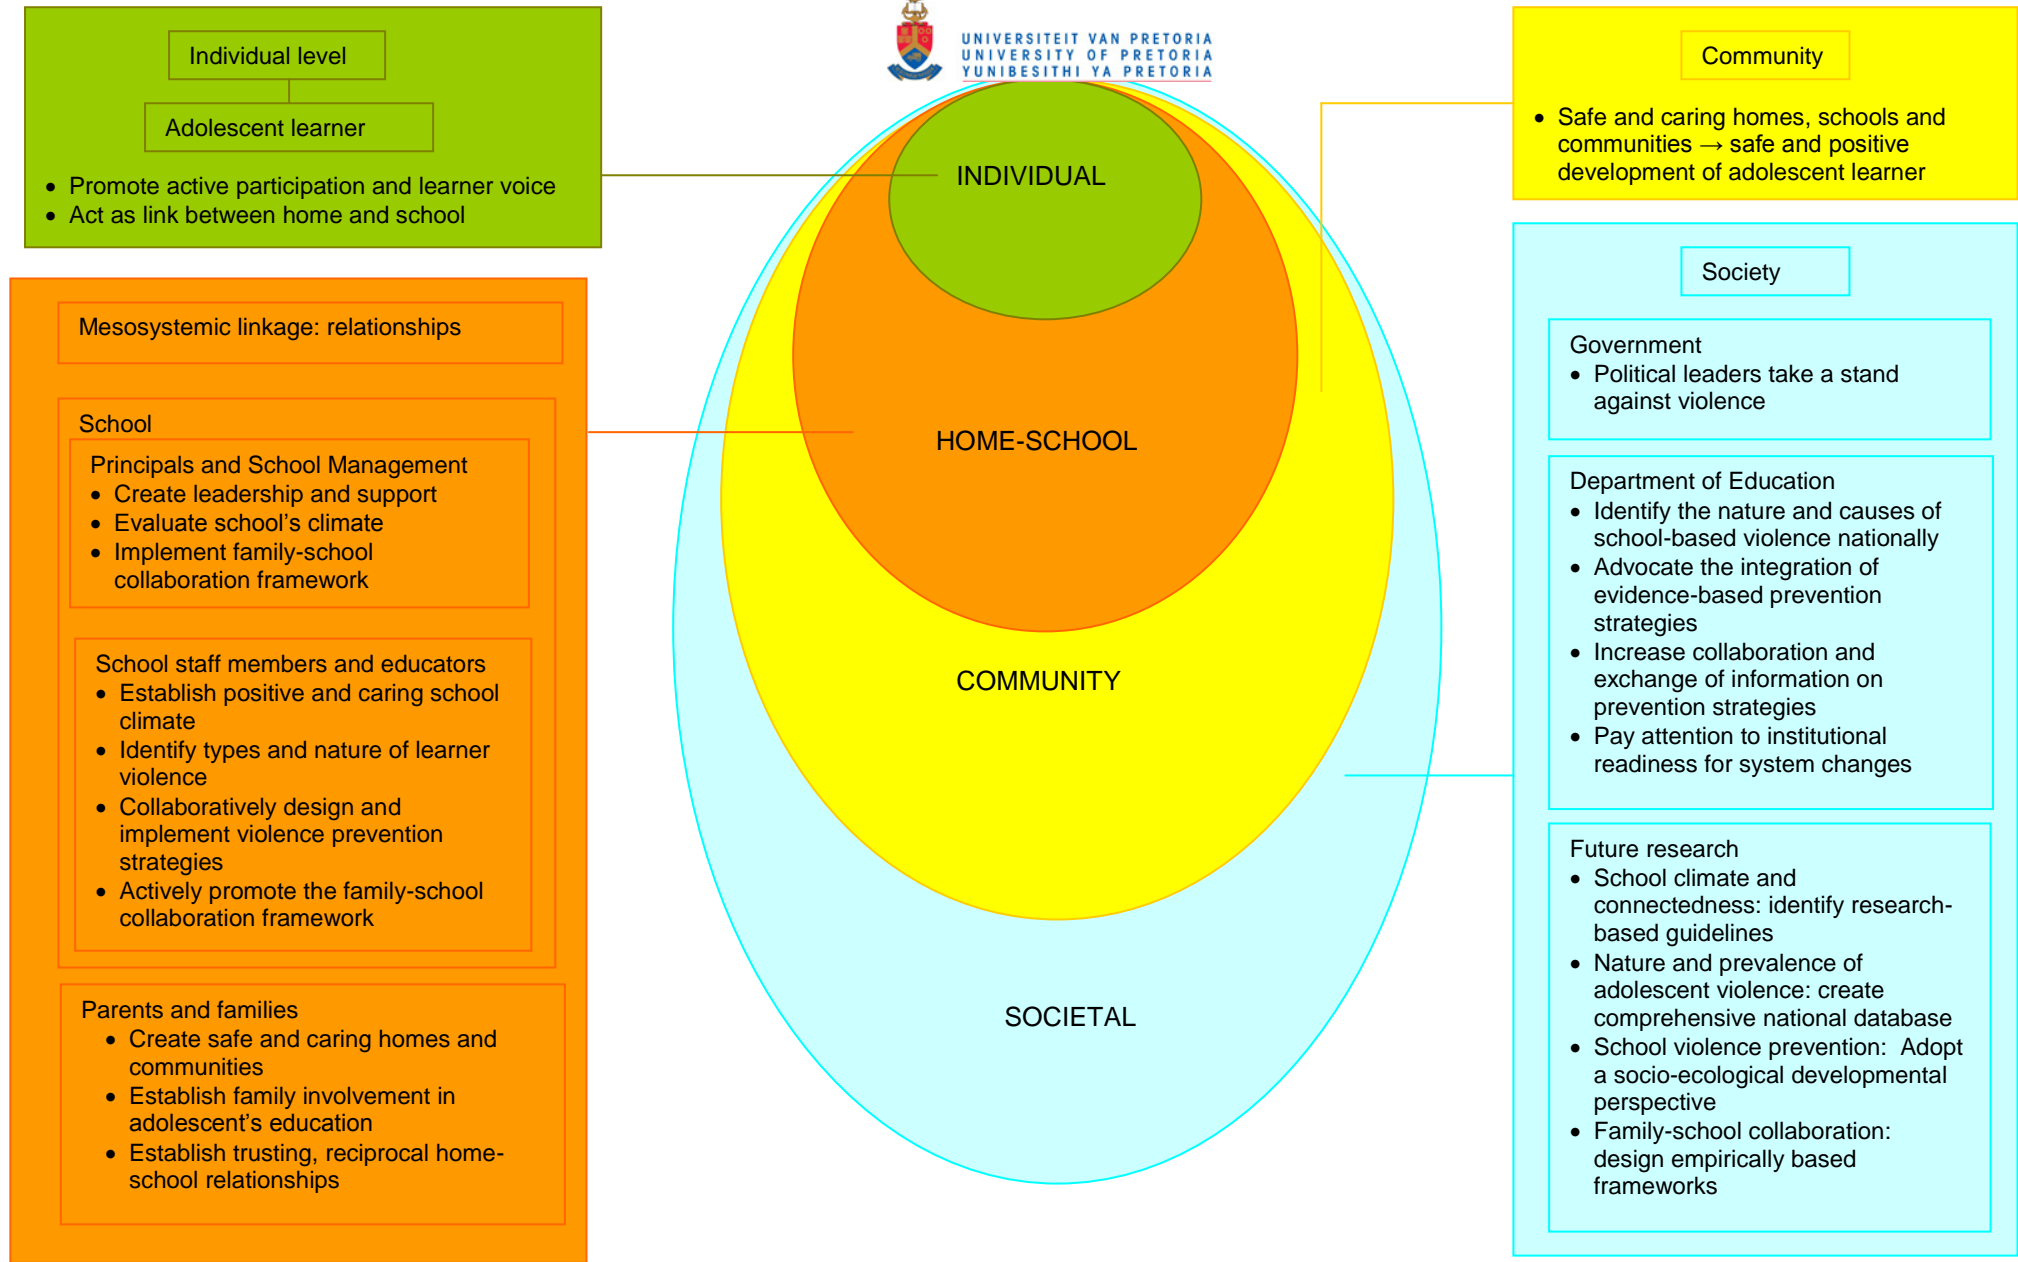 UNIVERSITEIT VAN PRETORIA
UNIVERSITY OF PRETORIA
YUNIBESITHI YA PRETORIA
Individual level
Adolescent learner
• Promote active participation and learner voice
• Act as link between home and school
Mesosystemic linkage: relationships
School
Principals and School Management
• Create leadership and support
• Evaluate school’s climate
• Implement family-school
collaboration framework
School staff members and educators
• Establish positive and caring school
climate
• Identify types and nature of learner
violence
• Collaboratively design and
implement violence prevention
strategies
• Actively promote the family-school
collaboration framework
Parents and families
• Create safe and caring homes and
communities
• Establish family involvement in
adolescent’s education
• Establish trusting, reciprocal home-
school relationships
INDIVIDUAL
HOME-SCHOOL
COMMUNITY
SOCIETAL
Community
• Safe and caring homes, schools and
communities → safe and positive
development of adolescent learner
Society
Government
• Political leaders take a stand
against violence
Department of Education
• Identify the nature and causes of
school-based violence nationally
• Advocate the integration of
evidence-based prevention
strategies
• Increase collaboration and
exchange of information on
prevention strategies
• Pay attention to institutional
readiness for system changes
Future research
• School climate and
connectedness: identify research-
based guidelines
• Nature and prevalence of
adolescent violence: create
comprehensive national database
• School violence prevention:  Adopt
a socio-ecological developmental
perspective
• Family-school collaboration:
design empirically based
frameworks